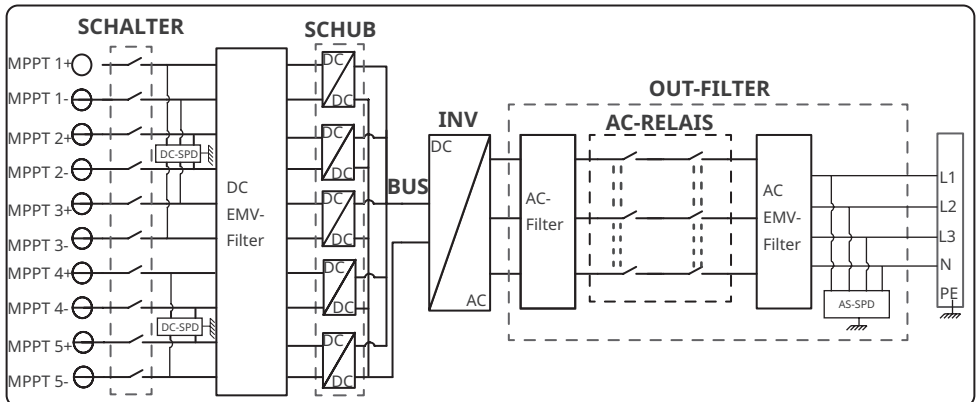 SCHALTER
SCHUB
MPPT 1+
MPPT 1-
MPPT 2+
MPPT 2-
MPPT 3+
MPPT 3-
MPPT 4+
MPPT 4-
MPPT 5+
MPPT 5-
DC-SPD
DC-SPD
DC
EMV-
Filter
DC
DC
DC
DC
DC
DC
DC
DC
DC
DC
BUS
INV
DC
AC
OUT-FILTER
AC-RELAIS
AC-
Filter
AC
EMV-
Filter
AS-SPD
L1
L2
L3
N
PE